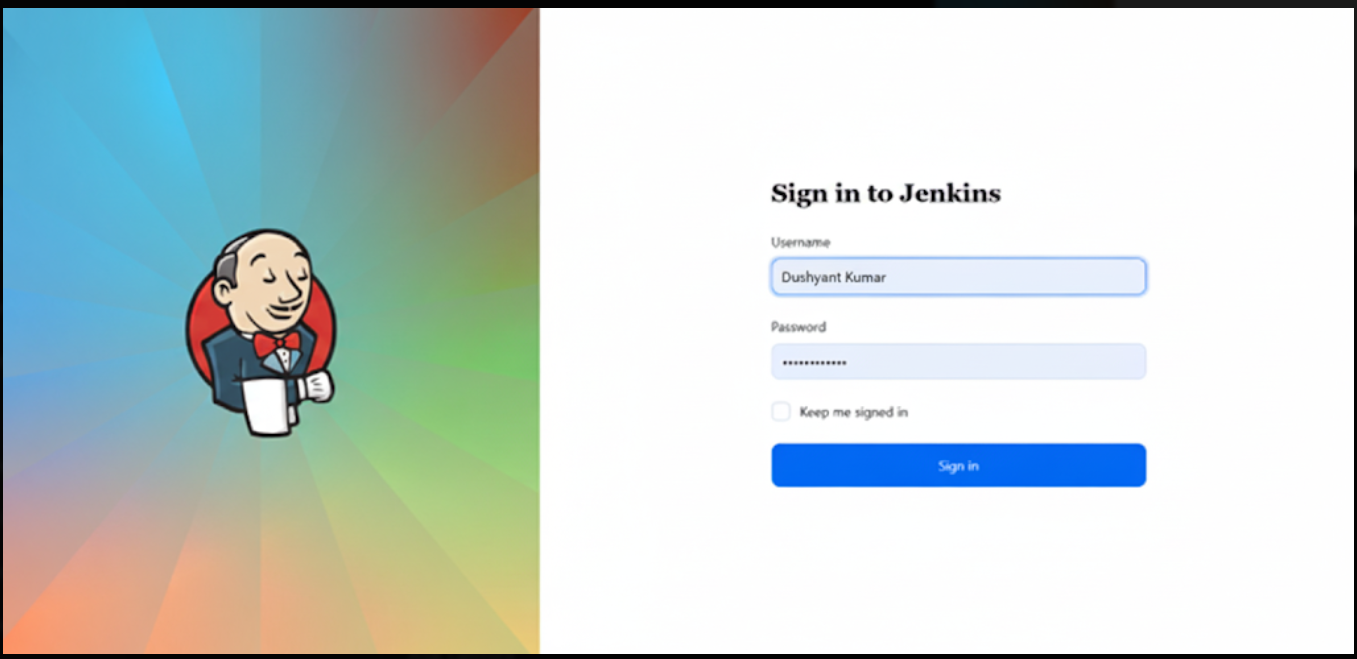 Sign in to Jenkins
Username
Dushyant Kumar
Password
••••••••••••
Keep me signed in
Sign in